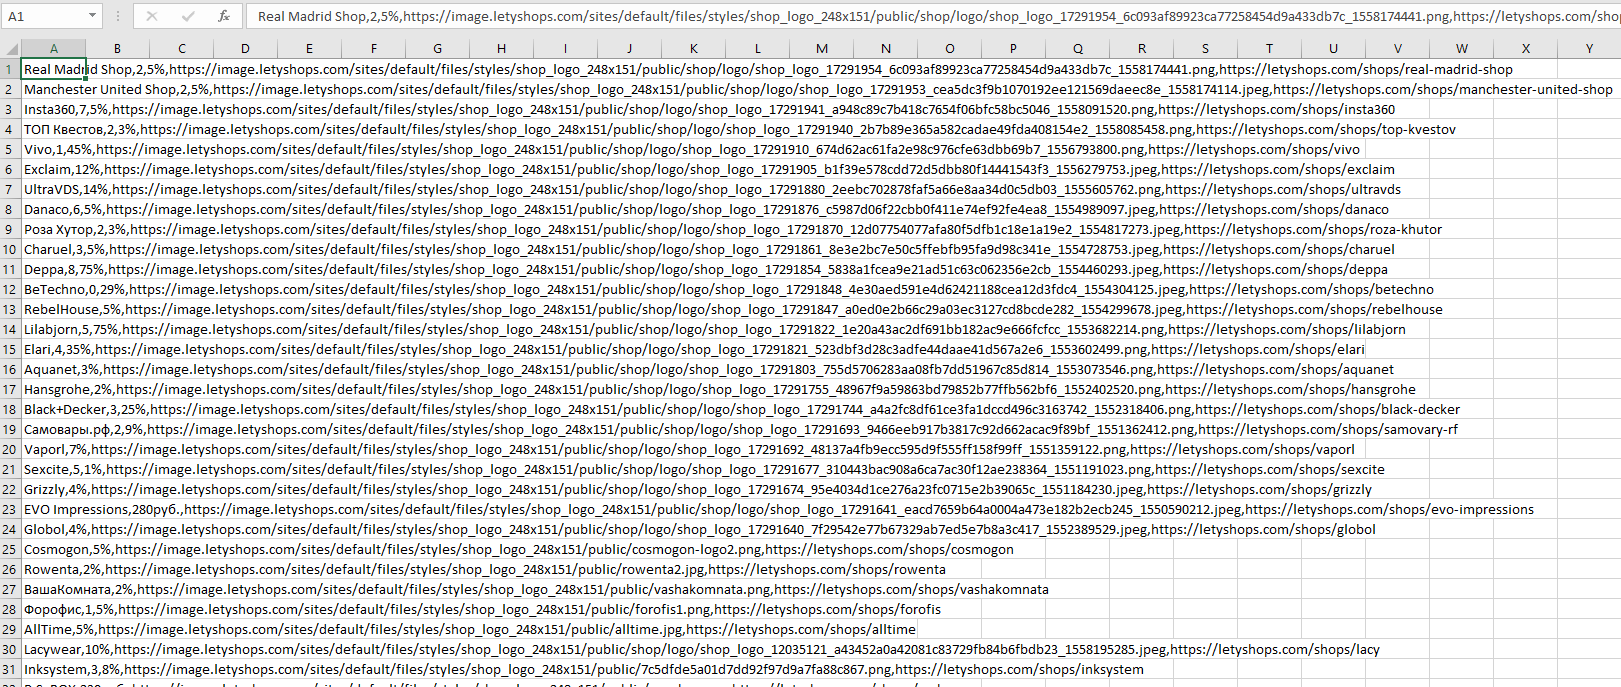 A1 fx Real Madrid Shop,2,5%,https://image.letyshops.com/sites/default/files/styles/shop_logo_248x151/public/shop/logo/shop_logo_17291954_6c093af89923ca77258454d9a433db7c_1558174441.png,https://letyshops.com/sho
A B C D E F G H I J K L M N O P Q R S T U V W X Y
1 Real Madrid Shop,2,5%,https://image.letyshops.com/sites/default/files/styles/shop_logo_248x151/public/shop/logo/shop_logo_17291954_6c093af89923ca77258454d9a433db7c_1558174441.png,https://letyshops.com/shops/real-madrid-shop
2 Manchester United Shop,2,5%,https://image.letyshops.com/sites/default/files/styles/shop_logo_248x151/public/shop/logo/shop_logo_17291953_cea5dc3f9b1070192ee121569daeec8e_1558174114.jpeg,https://letyshops.com/shops/manchester-united-shop
3 Insta360,7,5%,https://image.letyshops.com/sites/default/files/styles/shop_logo_248x151/public/shop/logo/shop_logo_17291941_a948c89c7b418c7654f06bfc58bc5046_1558091520.png,https://letyshops.com/shops/insta360
4 ТОП Квестов,2,3%,https://image.letyshops.com/sites/default/files/styles/shop_logo_248x151/public/shop/logo/shop_logo_17291940_2b7b89e365a582cadae49fda408154e2_1558085458.png,https://letyshops.com/shops/top-kvestov
5 Vivo,1,45%,https://image.letyshops.com/sites/default/files/styles/shop_logo_248x151/public/shop/logo/shop_logo_17291910_674d62ac61fa2e98c976cfe63dbb69b7_1556793800.png,https://letyshops.com/shops/vivo
6 Exclaim,12%,https://image.letyshops.com/sites/default/files/styles/shop_logo_248x151/public/shop/logo/shop_logo_17291905_b1f39e578cdd72d5dbb80f14441543f3_1556279753.jpeg,https://letyshops.com/shops/exclaim
7 UltraVDS,14%,https://image.letyshops.com/sites/default/files/styles/shop_logo_248x151/public/shop/logo/shop_logo_17291880_2eebc702878faf5a66e8aa34d0c5db03_1555605762.png,https://letyshops.com/shops/ultravds
8 Danaco,6,5%,https://image.letyshops.com/sites/default/files/styles/shop_logo_248x151/public/shop/logo/shop_logo_17291876_c5987d06f22cbb0f411e74ef92fe4ea8_1554989097.jpeg,https://letyshops.com/shops/danaco
9 Роза Хутор,2,3%,https://image.letyshops.com/sites/default/files/styles/shop_logo_248x151/public/shop/logo/shop_logo_17291870_12d07754077afa80f5dfb1c18e1a19e2_1554817273.jpeg,https://letyshops.com/shops/roza-khutor
10 Charuel,3,5%,https://image.letyshops.com/sites/default/files/styles/shop_logo_248x151/public/shop/logo/shop_logo_17291861_8e3e2bc7e50c5ffebfb95fa9d98c341e_1554728753.jpeg,https://letyshops.com/shops/charuel
11 Deppa,8,75%,https://image.letyshops.com/sites/default/files/styles/shop_logo_248x151/public/shop/logo/shop_logo_17291854_5838a1fcea9e21ad51c63c062356e2cb_1554460293.jpeg,https://letyshops.com/shops/deppa
12 BeTechno,0,29%,https://image.letyshops.com/sites/default/files/styles/shop_logo_248x151/public/shop/logo/shop_logo_17291848_4e30aed591e4d62421188cea12d3fdc4_1554304125.jpeg,https://letyshops.com/shops/betechno
13 RebelHouse,5%,https://image.letyshops.com/sites/default/files/styles/shop_logo_248x151/public/shop/logo/shop_logo_17291847_a0ed0e2b66c29a03ec3127cd8bcde282_1554299678.jpeg,https://letyshops.com/shops/rebelhouse
14 Lilabjorn,5,75%,https://image.letyshops.com/sites/default/files/styles/shop_logo_248x151/public/shop/logo/shop_logo_17291822_1e20a43ac2df691bb182ac9e666fcfcc_1553682214.png,https://letyshops.com/shops/lilabjorn
15 Elari,4,35%,https://image.letyshops.com/sites/default/files/styles/shop_logo_248x151/public/shop/logo/shop_logo_17291821_523dbf3d28c3adfe44daae41d567a2e6_1553602499.png,https://letyshops.com/shops/elari
16 Aquanet,3%,https://image.letyshops.com/sites/default/files/styles/shop_logo_248x151/public/shop/logo/shop_logo_17291803_755d5706283aa08fb7dd51967c85d814_1553073546.png,https://letyshops.com/shops/aquanet
17 Hansgrohe,2%,https://image.letyshops.com/sites/default/files/styles/shop_logo_248x151/public/shop/logo/shop_logo_17291755_48967f9a59863bd79852b77ffb562bf6_1552402520.png,https://letyshops.com/shops/hansgrohe
18 Black+Decker,3,25%,https://image.letyshops.com/sites/default/files/styles/shop_logo_248x151/public/shop/logo/shop_logo_17291744_a4a2fc8df61ce3fa1dccd496c3163742_1552318406.png,https://letyshops.com/shops/black-decker
19 Самовары.рф,2,9%,https://image.letyshops.com/sites/default/files/styles/shop_logo_248x151/public/shop/logo/shop_logo_17291693_9466eeb917b3817c92d662acac9f89bf_1551362412.png,https://letyshops.com/shops/samovary-rf
20 Vaporl,7%,https://image.letyshops.com/sites/default/files/styles/shop_logo_248x151/public/shop/logo/shop_logo_17291692_48137a4fb9ecc595d9f555ff158f99ff_1551359122.png,https://letyshops.com/shops/vaporl
21 Sexcite,5,1%,https://image.letyshops.com/sites/default/files/styles/shop_logo_248x151/public/shop/logo/shop_logo_17291677_310443bac908a6ca7ac30f12ae238364_1551191023.png,https://letyshops.com/shops/sexcite
22 Grizzly,4%,https://image.letyshops.com/sites/default/files/styles/shop_logo_248x151/public/shop/logo/shop_logo_17291674_95e4034d1ce276a23fc0715e2b39065c_1551184230.jpeg,https://letyshops.com/shops/grizzly
23 EVO Impressions,280руб.,https://image.letyshops.com/sites/default/files/styles/shop_logo_248x151/public/shop/logo/shop_logo_17291641_eacd7659b64a0004a473e182b2ecb245_1550590212.jpeg,https://letyshops.com/shops/evo-impressions
24 Globol,4%,https://image.letyshops.com/sites/default/files/styles/shop_logo_248x151/public/shop/logo/shop_logo_17291640_7f29542e77b67329ab7ed5e7b8a3c417_1552389529.jpeg,https://letyshops.com/shops/globol
25 Cosmogon,5%,https://image.letyshops.com/sites/default/files/styles/shop_logo_248x151/public/cosmogon-logo2.png,https://letyshops.com/shops/cosmogon
26 Rowenta,2%,https://image.letyshops.com/sites/default/files/styles/shop_logo_248x151/public/rowenta2.jpg,https://letyshops.com/shops/rowenta
27 ВашаКомната,2%,https://image.letyshops.com/sites/default/files/styles/shop_logo_248x151/public/vashakomnata.png,https://letyshops.com/shops/vashakomnata
28 Форофис,1,5%,https://image.letyshops.com/sites/default/files/styles/shop_logo_248x151/public/forofis1.png,https://letyshops.com/shops/forofis
29 AllTime,5%,https://image.letyshops.com/sites/default/files/styles/shop_logo_248x151/public/alltime.jpg,https://letyshops.com/shops/alltime
30 Lacywear,10%,https://image.letyshops.com/sites/default/files/styles/shop_logo_248x151/public/shop/logo/shop_logo_12035121_a43452a0a42081c83729fb84b6fbdb23_1558195285.jpeg,https://letyshops.com/shops/lacy
31 Inksystem,3,8%,https://image.letyshops.com/sites/default/files/styles/shop_logo_248x151/public/7c5dfde5a01d7dd92f97d9a7fa88c867.png,https://letyshops.com/shops/inksystem